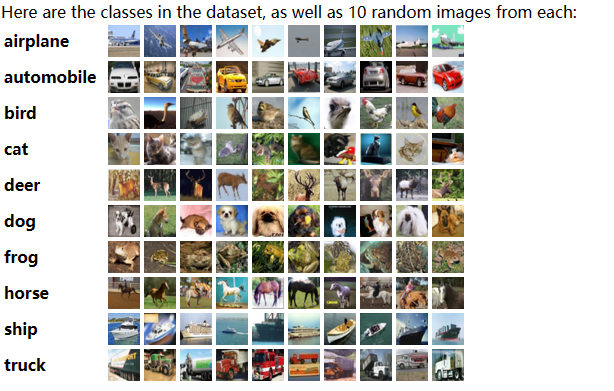 Here are the classes in the dataset, as well as 10 random images from each:
airplane
automobile
bird
cat
deer
dog
frog
horse
ship
truck